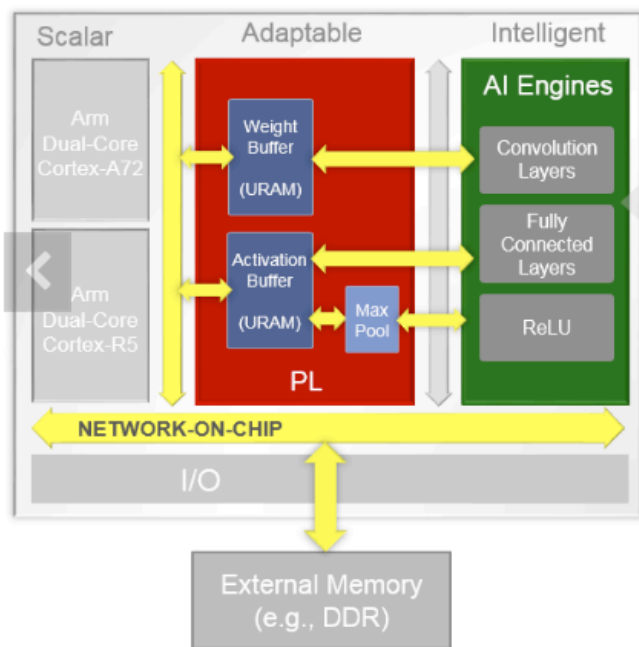 Scalar
Adaptable
Intelligent
Arm
Dual-Core
Cortex-A72
Arm
Dual-Core
Cortex-R5
Weight
Buffer
(URAM)
Activation
Buffer
(URAM)
Max
Pool
PL
AI Engines
Convolution
Layers
Fully
Connected
Layers
ReLU
NETWORK-ON-CHIP
I/O
External Memory
(e.g., DDR)